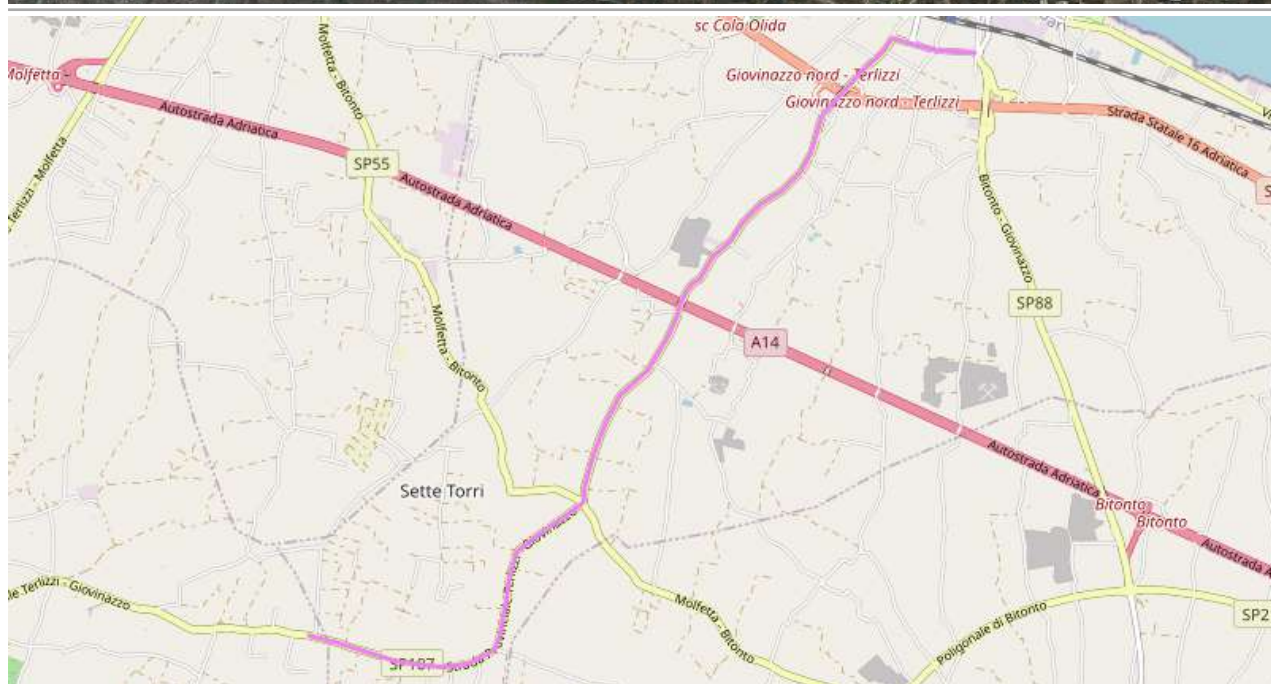 sc Cola Olida
Molfetta - Bitonto
Molfetta -
Giovinazzo nord - Terlizzi
Giovinazzo nord - Terlizzi
Autostrada Adriatica
Strada Statale 16 Adriatica
Terlizzi - Molfetta
SP55
Autostrada Adriatica
Bitonto - Giovinazzo
SP88
Molfetta - Bitonto
A14
Autostrada Adriatica
Sette Torri
Bitonto
Bitonto
Autostrada A
Giovinazzo
le Terlizzi - Giovinazzo
Molfetta - Bitonto
Poligonale di Bitonto
SP2
SP107